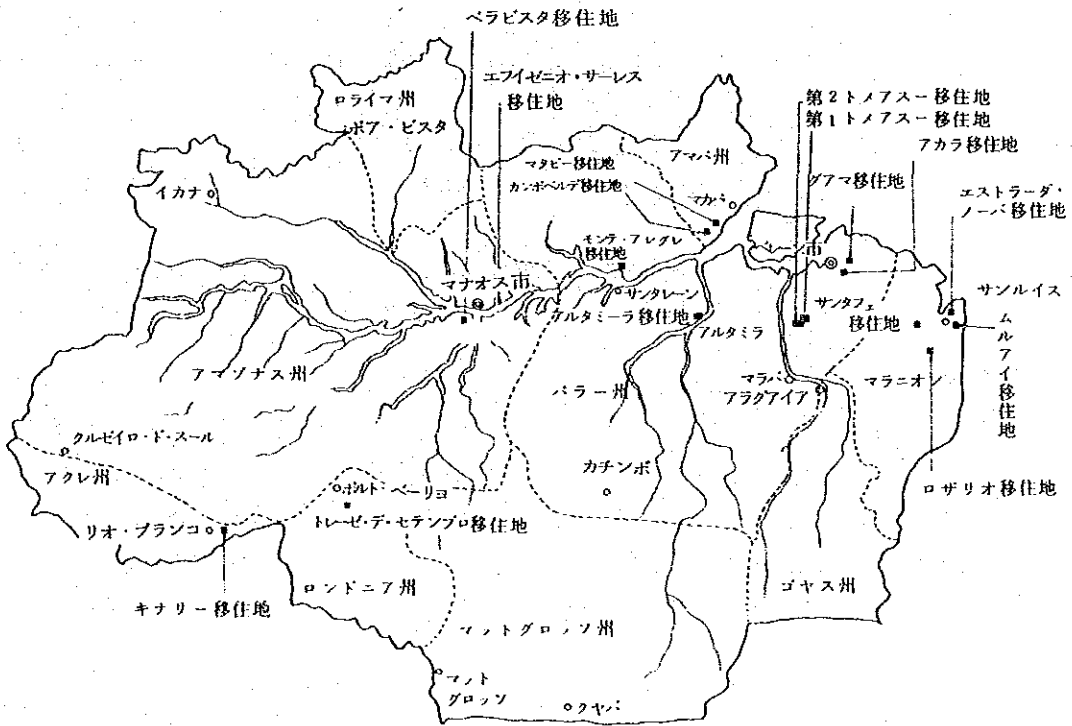 ベラビスタ移住地
エフイゼニオ・サーレス
移住地
ロライマ州
ボア・ビスタ
第2トメアスー移住地
第1トメアスー移住地
アカラ移住地
マタピー移住地
カンポベルデ移住地
アマパ州
マカパ
グアマ移住地
エストラーダ・
ノーバ移住地
イカナ
モンテ・アレグレ
移住地
市
マナオス市
サンタレーン
アルタミーラ移住地
アルタミラ
サンタフェ
移住地
サンルイス
ムルアイ移住地
アマゾナス州
パラー州
マラバ
アラグアイア
マラニオン
クルゼイロ・ド・スール
アクレ州
カチンボ
ポルト・ベーリョ
トレーゼ・デ・セテンブロ移住地
ロザリオ移住地
リオ・ブランコ
キナリー移住地
ロンドニア州
ゴヤス州
マットグロッソ州
マット
グロッソ
クヤバ